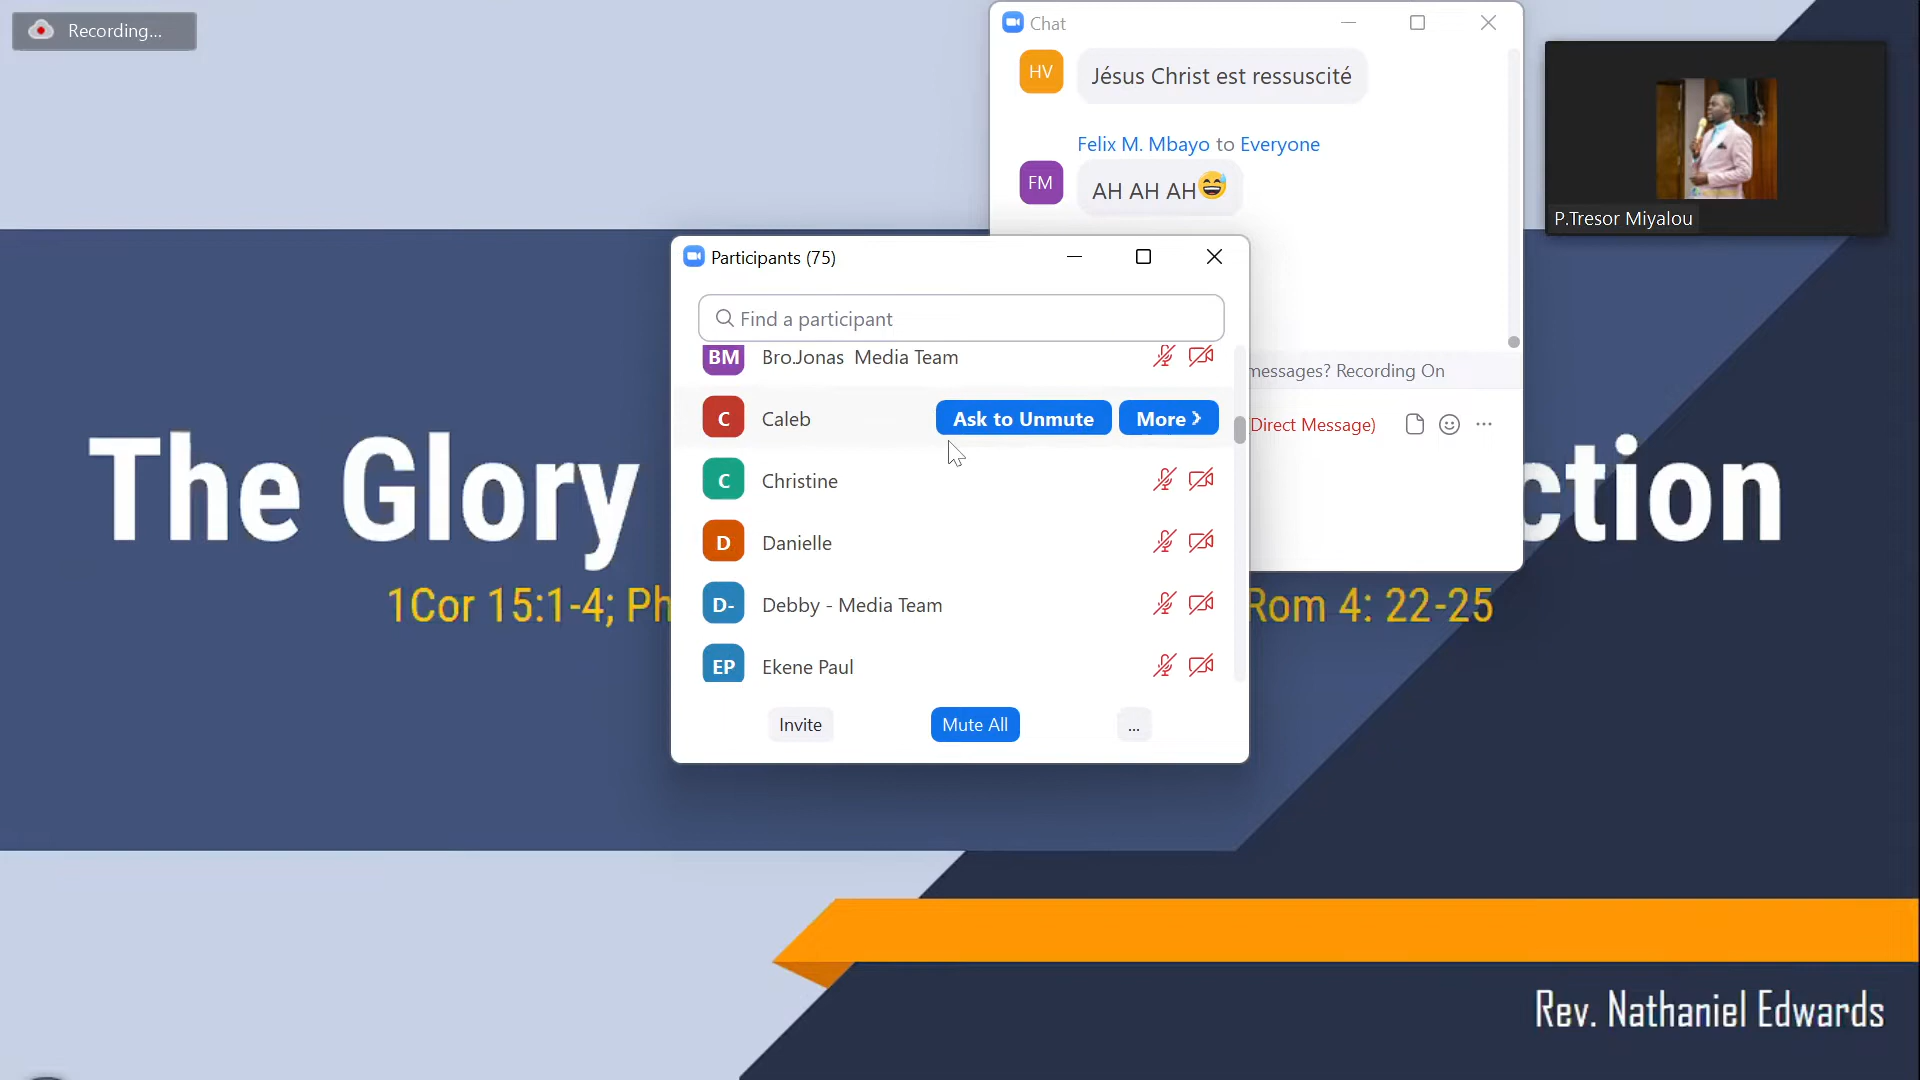 Recording...
Chat
HV
Jésus Christ est ressuscité
Felix M. Mbayo to Everyone
FM
AH AH AH😅
messages? Recording On
Direct Message)
P.Tresor Miyalou
Participants (75)
Find a participant
BM Bro.Jonas Media Team
C Caleb Ask to Unmute More
C Christine
D Danielle
D- Debby - Media Team
EP Ekene Paul
Invite Mute All ...
The Glory ction
1Cor 15:1-4; Ph Rom 4: 22-25
Rev. Nathaniel Edwards